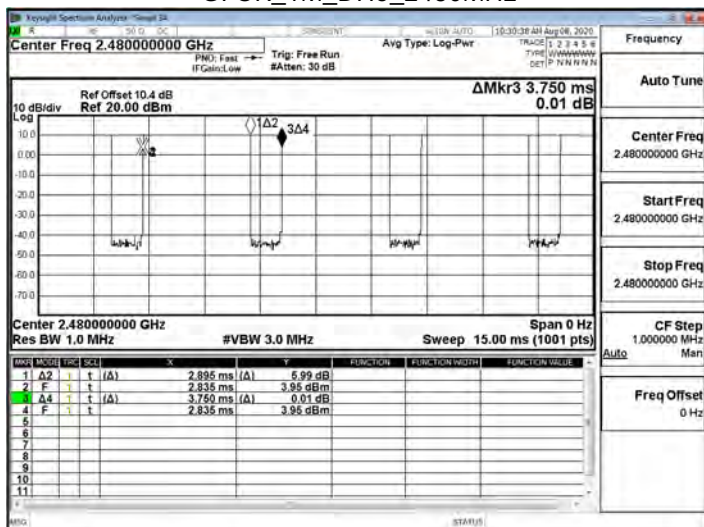 Keysight Spectrum Analyzer - Swept SA
RF 50 Ω DC SENSE:INT ALIGN AUTO 10:30:38 AM Aug 06, 2020
Center Freq 2.480000000 GHz
Avg Type: Log-Pwr
TRACE 1 2 3 4 5 6
TYPE WWWWWW
DET P N N N N N
PNO: Fast
IFGain:Low
Trig: Free Run
#Atten: 30 dB
Frequency
Auto Tune
ΔMkr3 3.750 ms
0.01 dB
Ref Offset 10.4 dB
10 dB/div Ref 20.00 dBm
Log
10.0
0.00
-10.0
-20.0
-30.0
-40.0
-50.0
-60.0
-70.0
1Δ2
3Δ4
Center Freq
2.480000000 GHz
Start Freq
2.480000000 GHz
Stop Freq
2.480000000 GHz
CF Step
1.000000 MHz
Auto Man
Freq Offset
0 Hz
Center 2.480000000 GHz Span 0 Hz
Res BW 1.0 MHz #VBW 3.0 MHz Sweep 15.00 ms (1001 pts)
MKR MODE TRC SCL X Y FUNCTION FUNCTION WIDTH FUNCTION VALUE
1 Δ2 1 t (Δ) 2.895 ms (Δ) 5.99 dB
2 F 1 t 2.835 ms 3.95 dBm
3 Δ4 1 t (Δ) 3.750 ms (Δ) 0.01 dB
4 F 1 t 2.835 ms 3.95 dBm
5
6
7
8
9
10
11
MSG STATUS